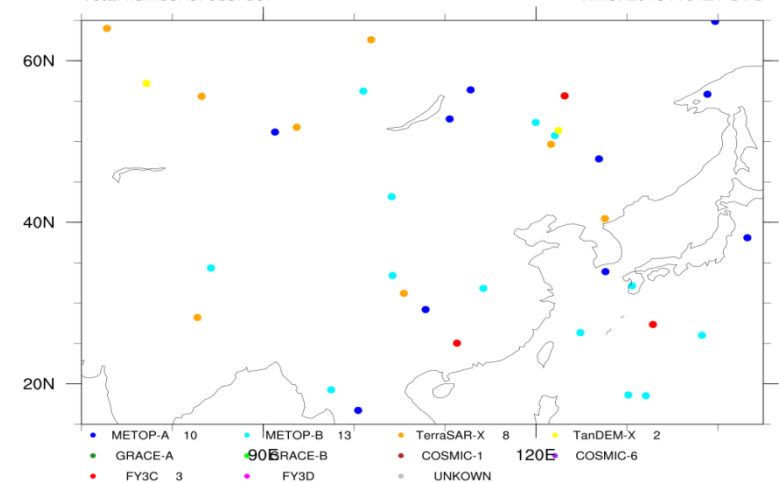 60N
40N
20N
METOP-A 10 METOP-B 13 TerraSAR-X 8 TanDEM-X 2
GRACE-A 90E GRACE-B COSMIC-1 120E COSMIC-6
FY3C 3 FY3D UNKOWN